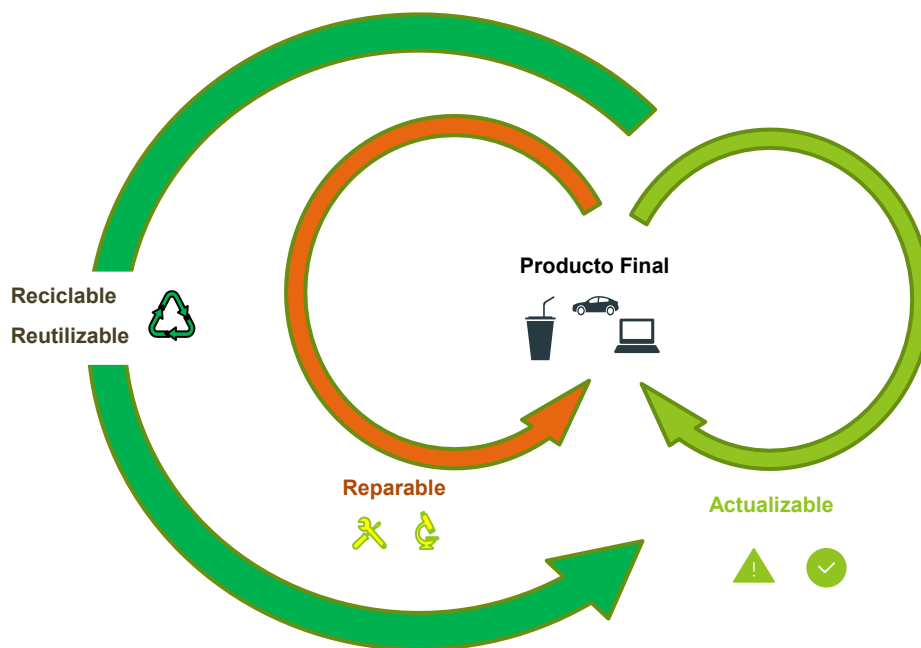 Producto Final
Reciclable
Reutilizable
Reparable
Actualizable